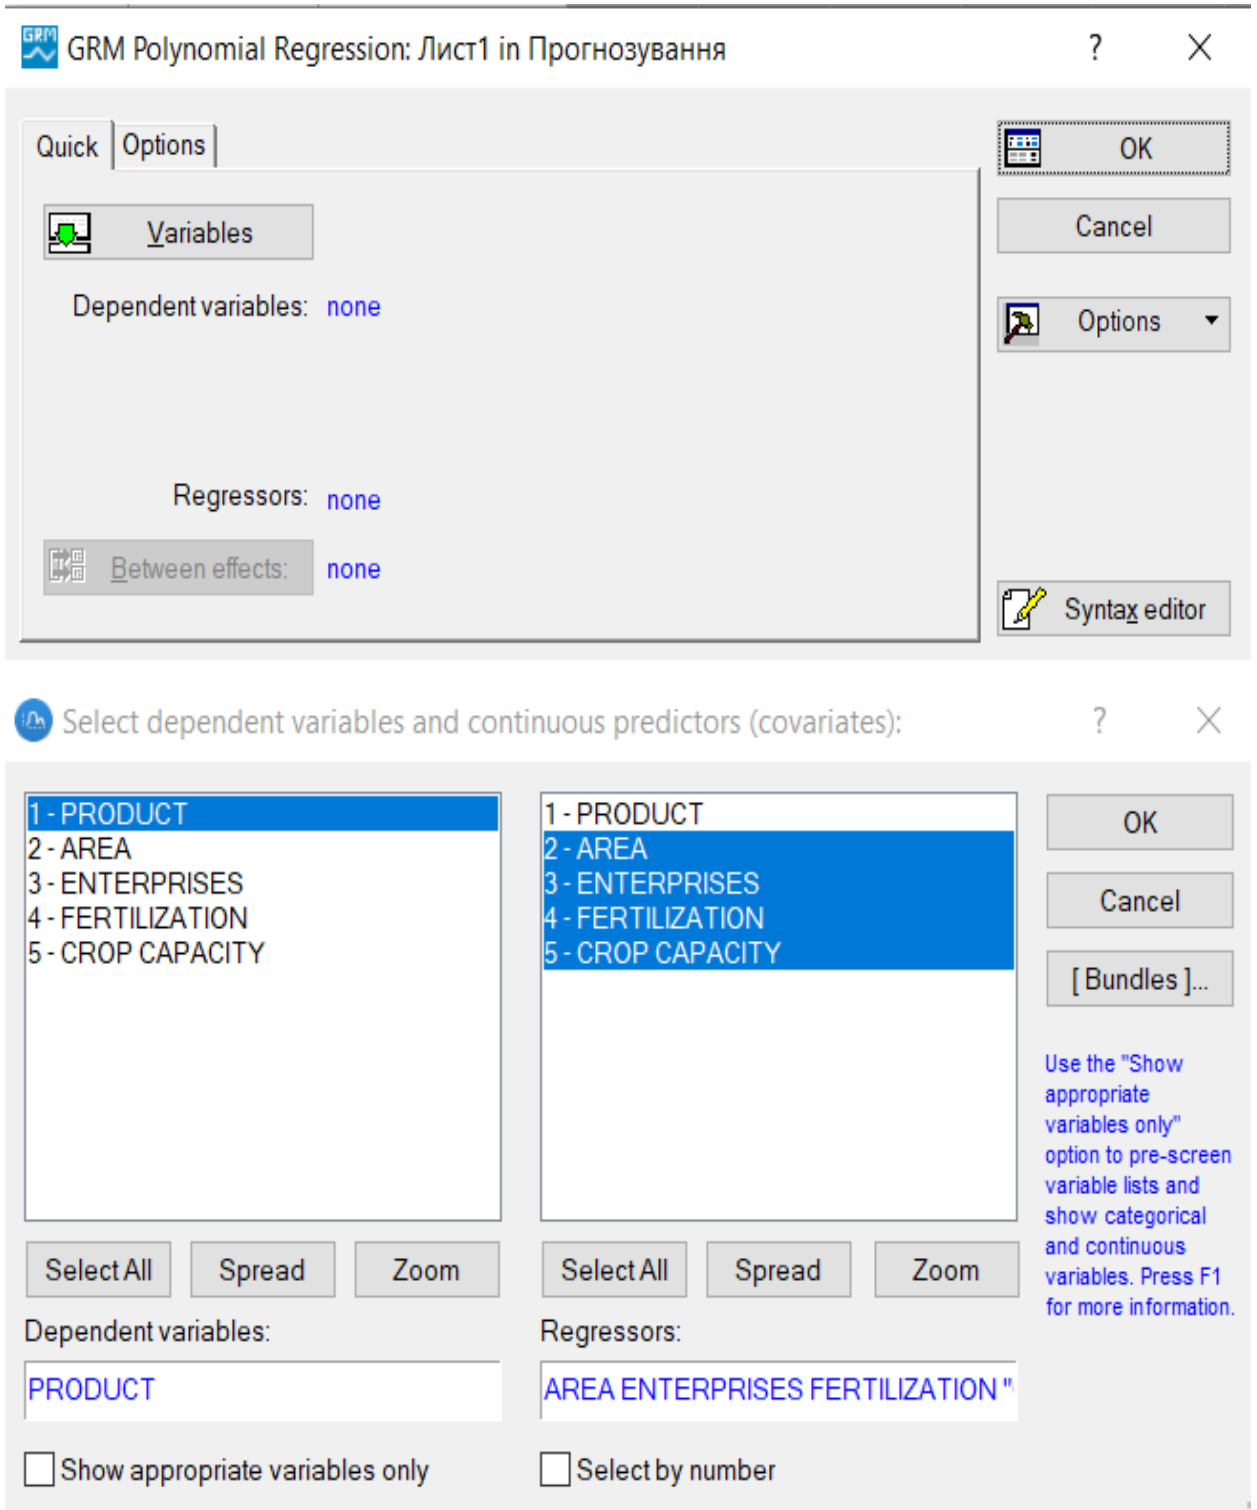 GRM
GRM Polynomial Regression: Лист1 in Прогнозування
?
Quick
Options
OK
Variables
Cancel
Dependent variables: none
Options
Regressors: none
Between effects: none
Syntax editor
Select dependent variables and continuous predictors (covariates):
?
1 - PRODUCT
2 - AREA
3 - ENTERPRISES
4 - FERTILIZATION
5 - CROP CAPACITY
1 - PRODUCT
2 - AREA
3 - ENTERPRISES
4 - FERTILIZATION
5 - CROP CAPACITY
OK
Cancel
[ Bundles ]...
Use the "Show
appropriate
variables only"
option to pre-screen
variable lists and
show categorical
and continuous
variables. Press F1
for more information.
Select All
Spread
Zoom
Select All
Spread
Zoom
Dependent variables:
Regressors:
PRODUCT
AREA ENTERPRISES FERTILIZATION "
Show appropriate variables only
Select by number